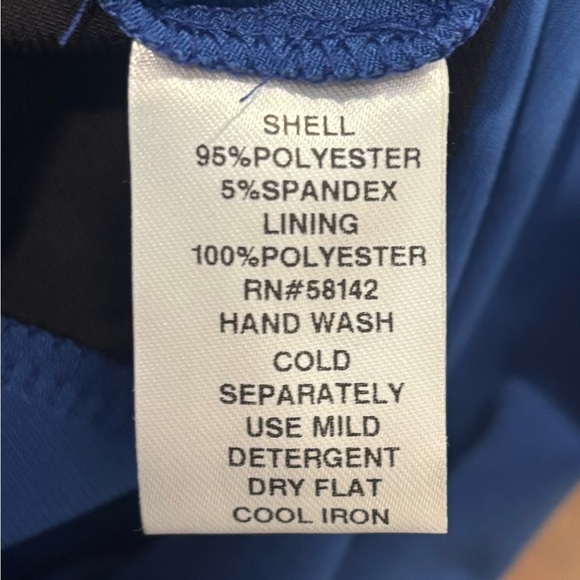 SHELL
95%POLYESTER
5%SPANDEX
LINING
100%POLYESTER
RN#58142
HAND WASH
COLD
SEPARATELY
USE MILD
DETERGENT
DRY FLAT
COOL IRON